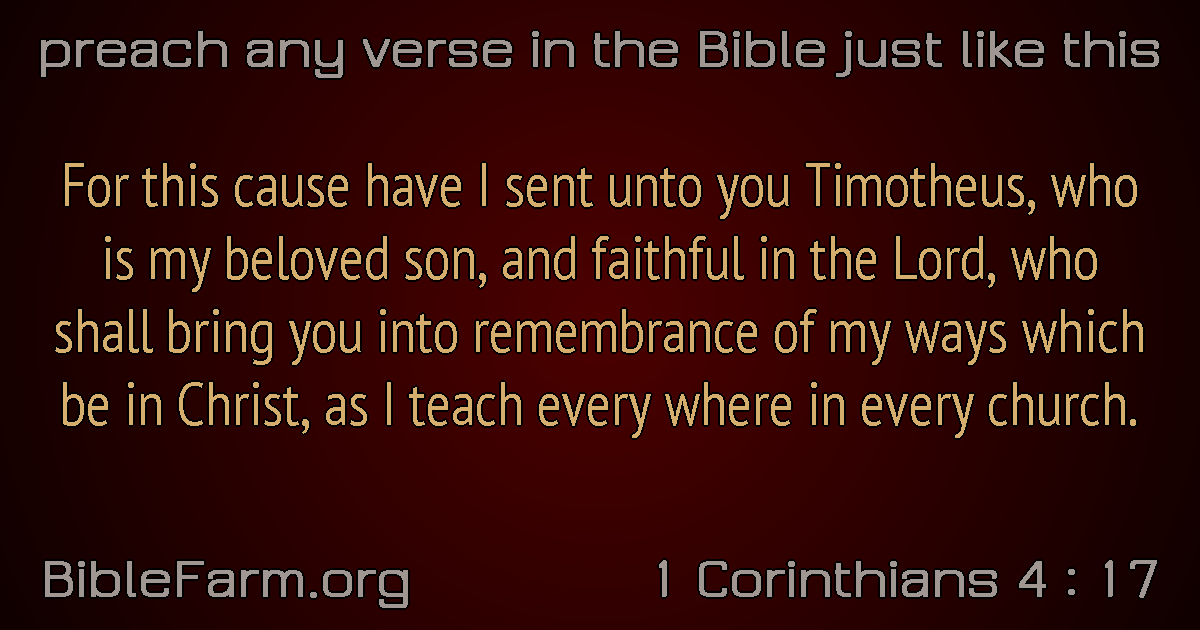 preach any verse in the Bible just like this
For this cause have I sent unto you Timotheus, who
is my beloved son, and faithful in the Lord, who
shall bring you into remembrance of my ways which
be in Christ, as I teach every where in every church.
BibleFarm.org
1 Corinthians 4 : 17